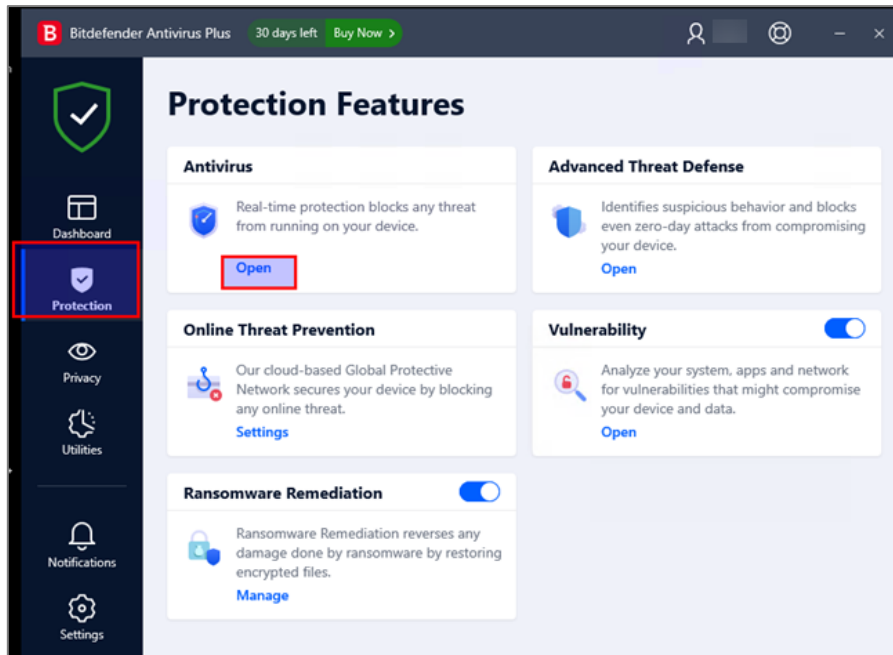 B Bitdefender Antivirus Plus 30 days left Buy Now >
Dashboard
Protection
Privacy
Utilities
Notifications
Settings
Protection Features
Antivirus
Real-time protection blocks any threat
from running on your device.
Open
Advanced Threat Defense
Identifies suspicious behavior and blocks
even zero-day attacks from compromising
your device.
Open
Online Threat Prevention
Our cloud-based Global Protective
Network secures your device by blocking
any online threat.
Settings
Vulnerability
Analyze your system, apps and network
for vulnerabilities that might compromise
your device and data.
Open
Ransomware Remediation
Ransomware Remediation reverses any
damage done by ransomware by restoring
encrypted files.
Manage